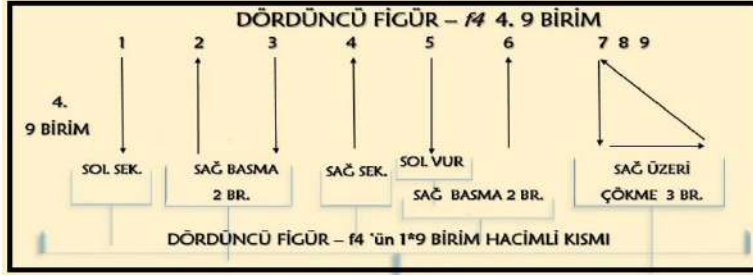 DÖRDÜNCÜ FİGÜR – f4 4. 9 BİRİM
1 2 3 4 5 6 7 8 9
4.
9 BİRİM
SOL SEK. SAĞ BASMA 2 BR. SAĞ SEK. SOL VUR SAĞ ÜZERİ ÇÖKME 3 BR.
SAĞ BASMA 2 BR.
DÖRDÜNCÜ FİGÜR – f4 'ün 1*9 BİRİM HACİMLİ KISMI